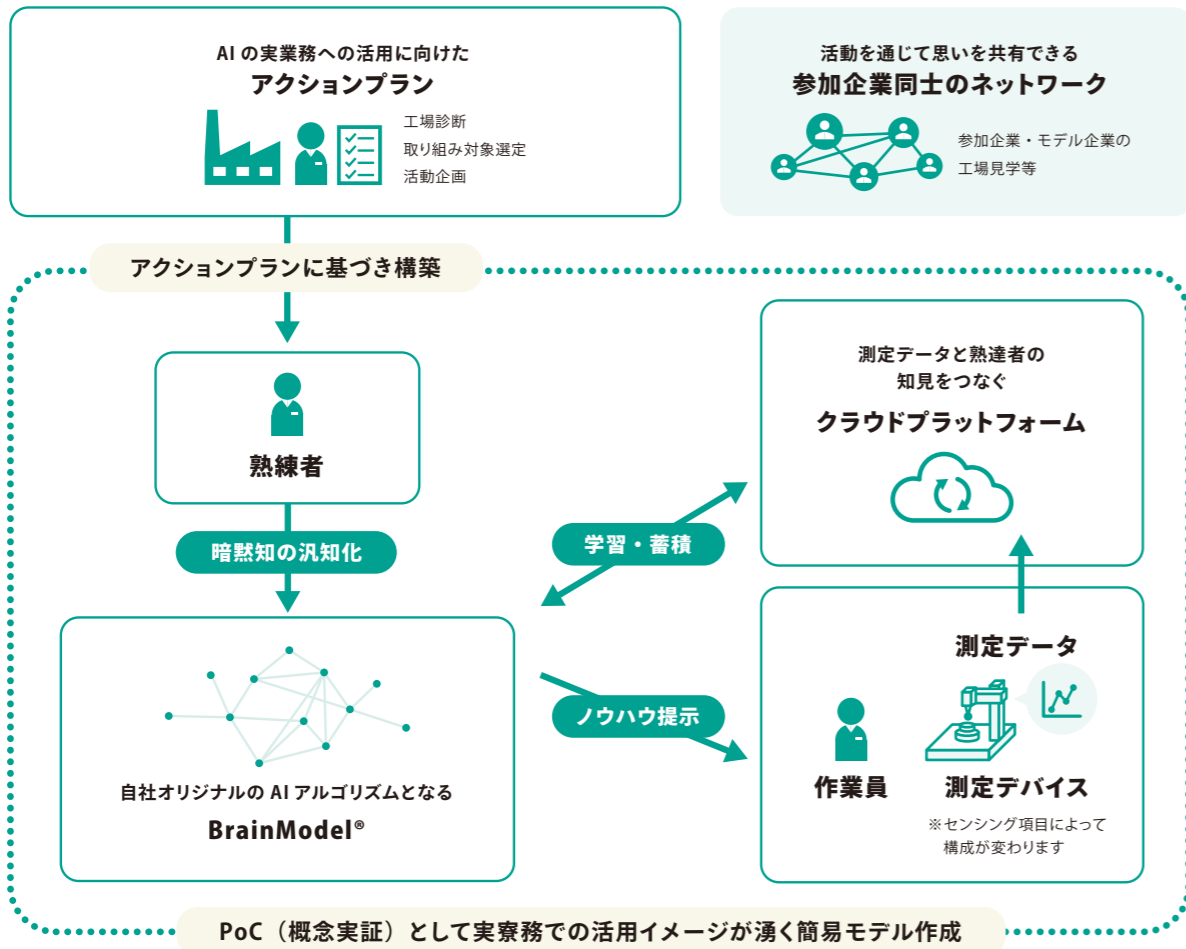 AI の実業務への活用に向けた
アクションプラン
工場診断
取り組み対象選定
活動企画
活動を通じて思いを共有できる
参加企業同士のネットワーク
参加企業・モデル企業の
工場見学等
アクションプランに基づき構築
熟練者
暗黙知の汎知化
測定データと熟達者の
知見をつなぐ
クラウドプラットフォーム
学習・蓄積
ノウハウ提示
自社オリジナルの AI アルゴリズムとなる
BrainModel®
測定データ
作業員
測定デバイス
※センシング項目によって
構成が変わります
PoC（概念実証）として実寮務での活用イメージが湧く簡易モデル作成